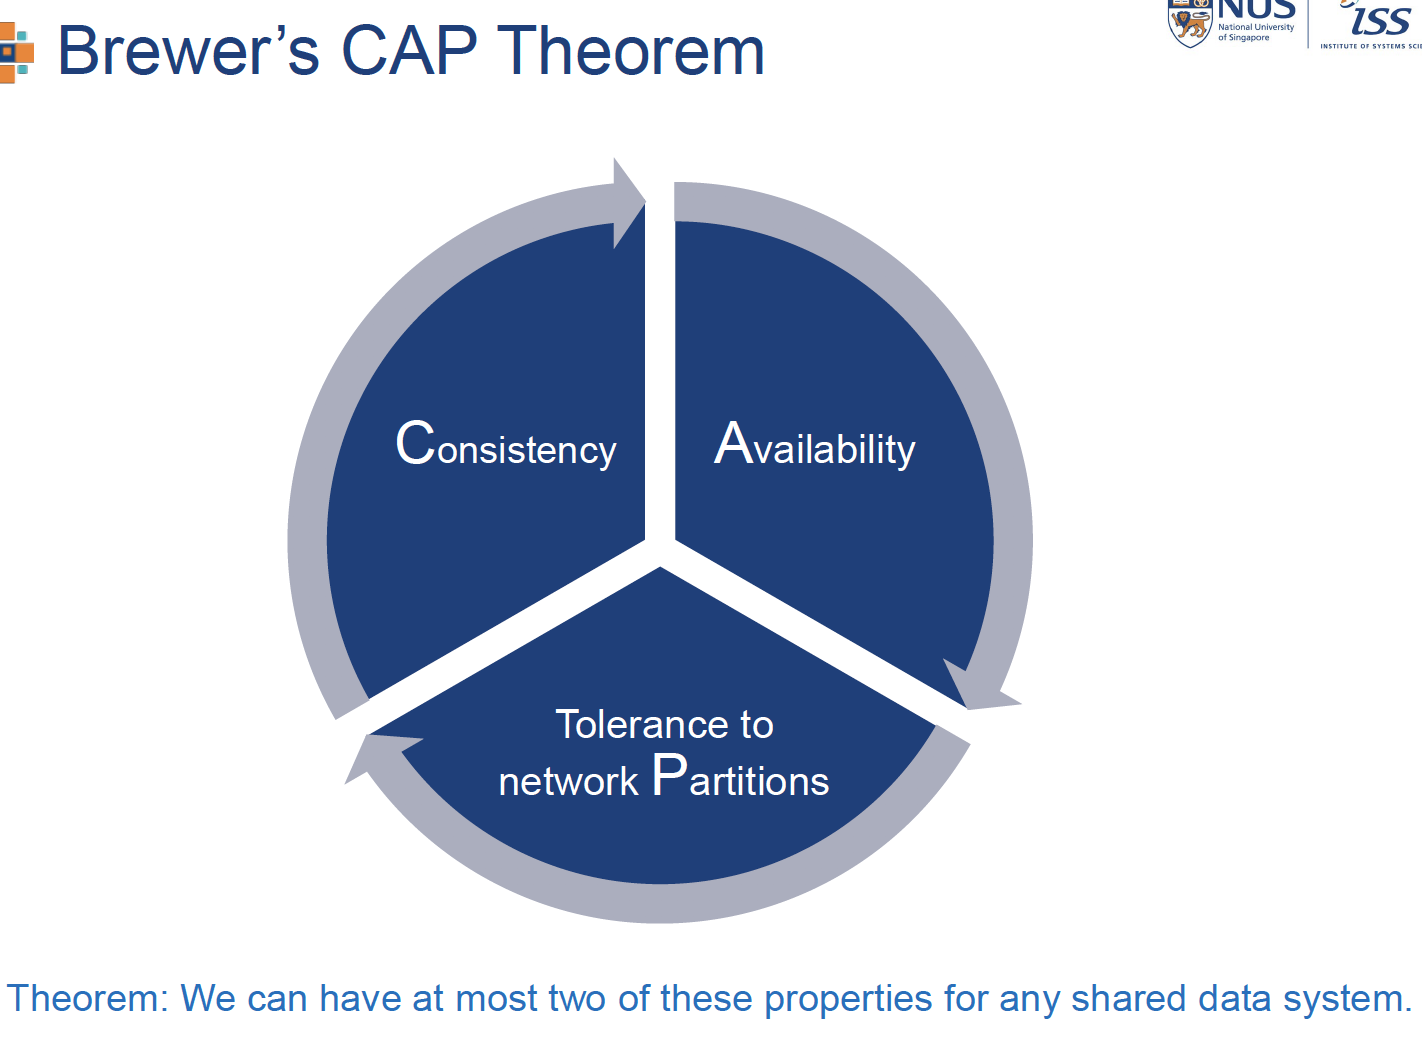 Brewer’s CAP Theorem
NUS
National University
of Singapore
iss
Consistency
Availability
Tolerance to
network Partitions
Theorem: We can have at most two of these properties for any shared data system.